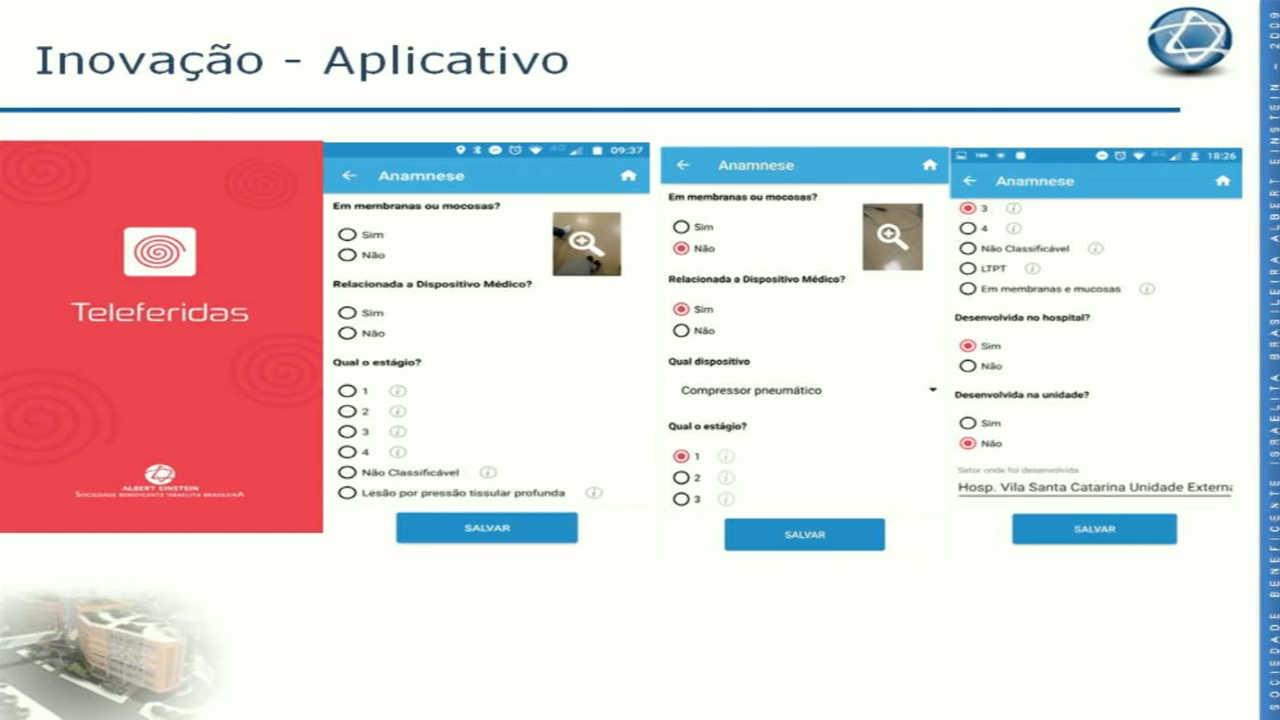 Inovação - Aplicativo
Teleferidas
ALBERT EINSTEIN
SOCIEDADE BENEFICENTE ISRAELITA BRASILEIRA
4G 09:37
Anamnese
Em membranas ou mocosas?
Sim
Não
Relacionada a Dispositivo Médico?
Sim
Não
Qual o estágio?
1
2
3
4
Não Classificável
Lesão por pressão tissular profunda
SALVAR
Anamnese
Em membranas ou mocosas?
Sim
Não
Relacionada a Dispositivo Médico?
Sim
Não
Qual dispositivo
Compressor pneumático
Qual o estágio?
1
2
3
SALVAR
4G 18:26
Anamnese
3
4
Não Classificável
LTPT
Em membranas e mucosas
Desenvolvida no hospital?
Sim
Não
Desenvolvida na unidade?
Sim
Não
Setor onde foi desenvolvida
Hosp. Vila Santa Catarina Unidade Externa
SALVAR
SOCIEDADE BENEFICENTE ISRAELITA BRASILEIRA ALBERT EINSTEIN - 2009